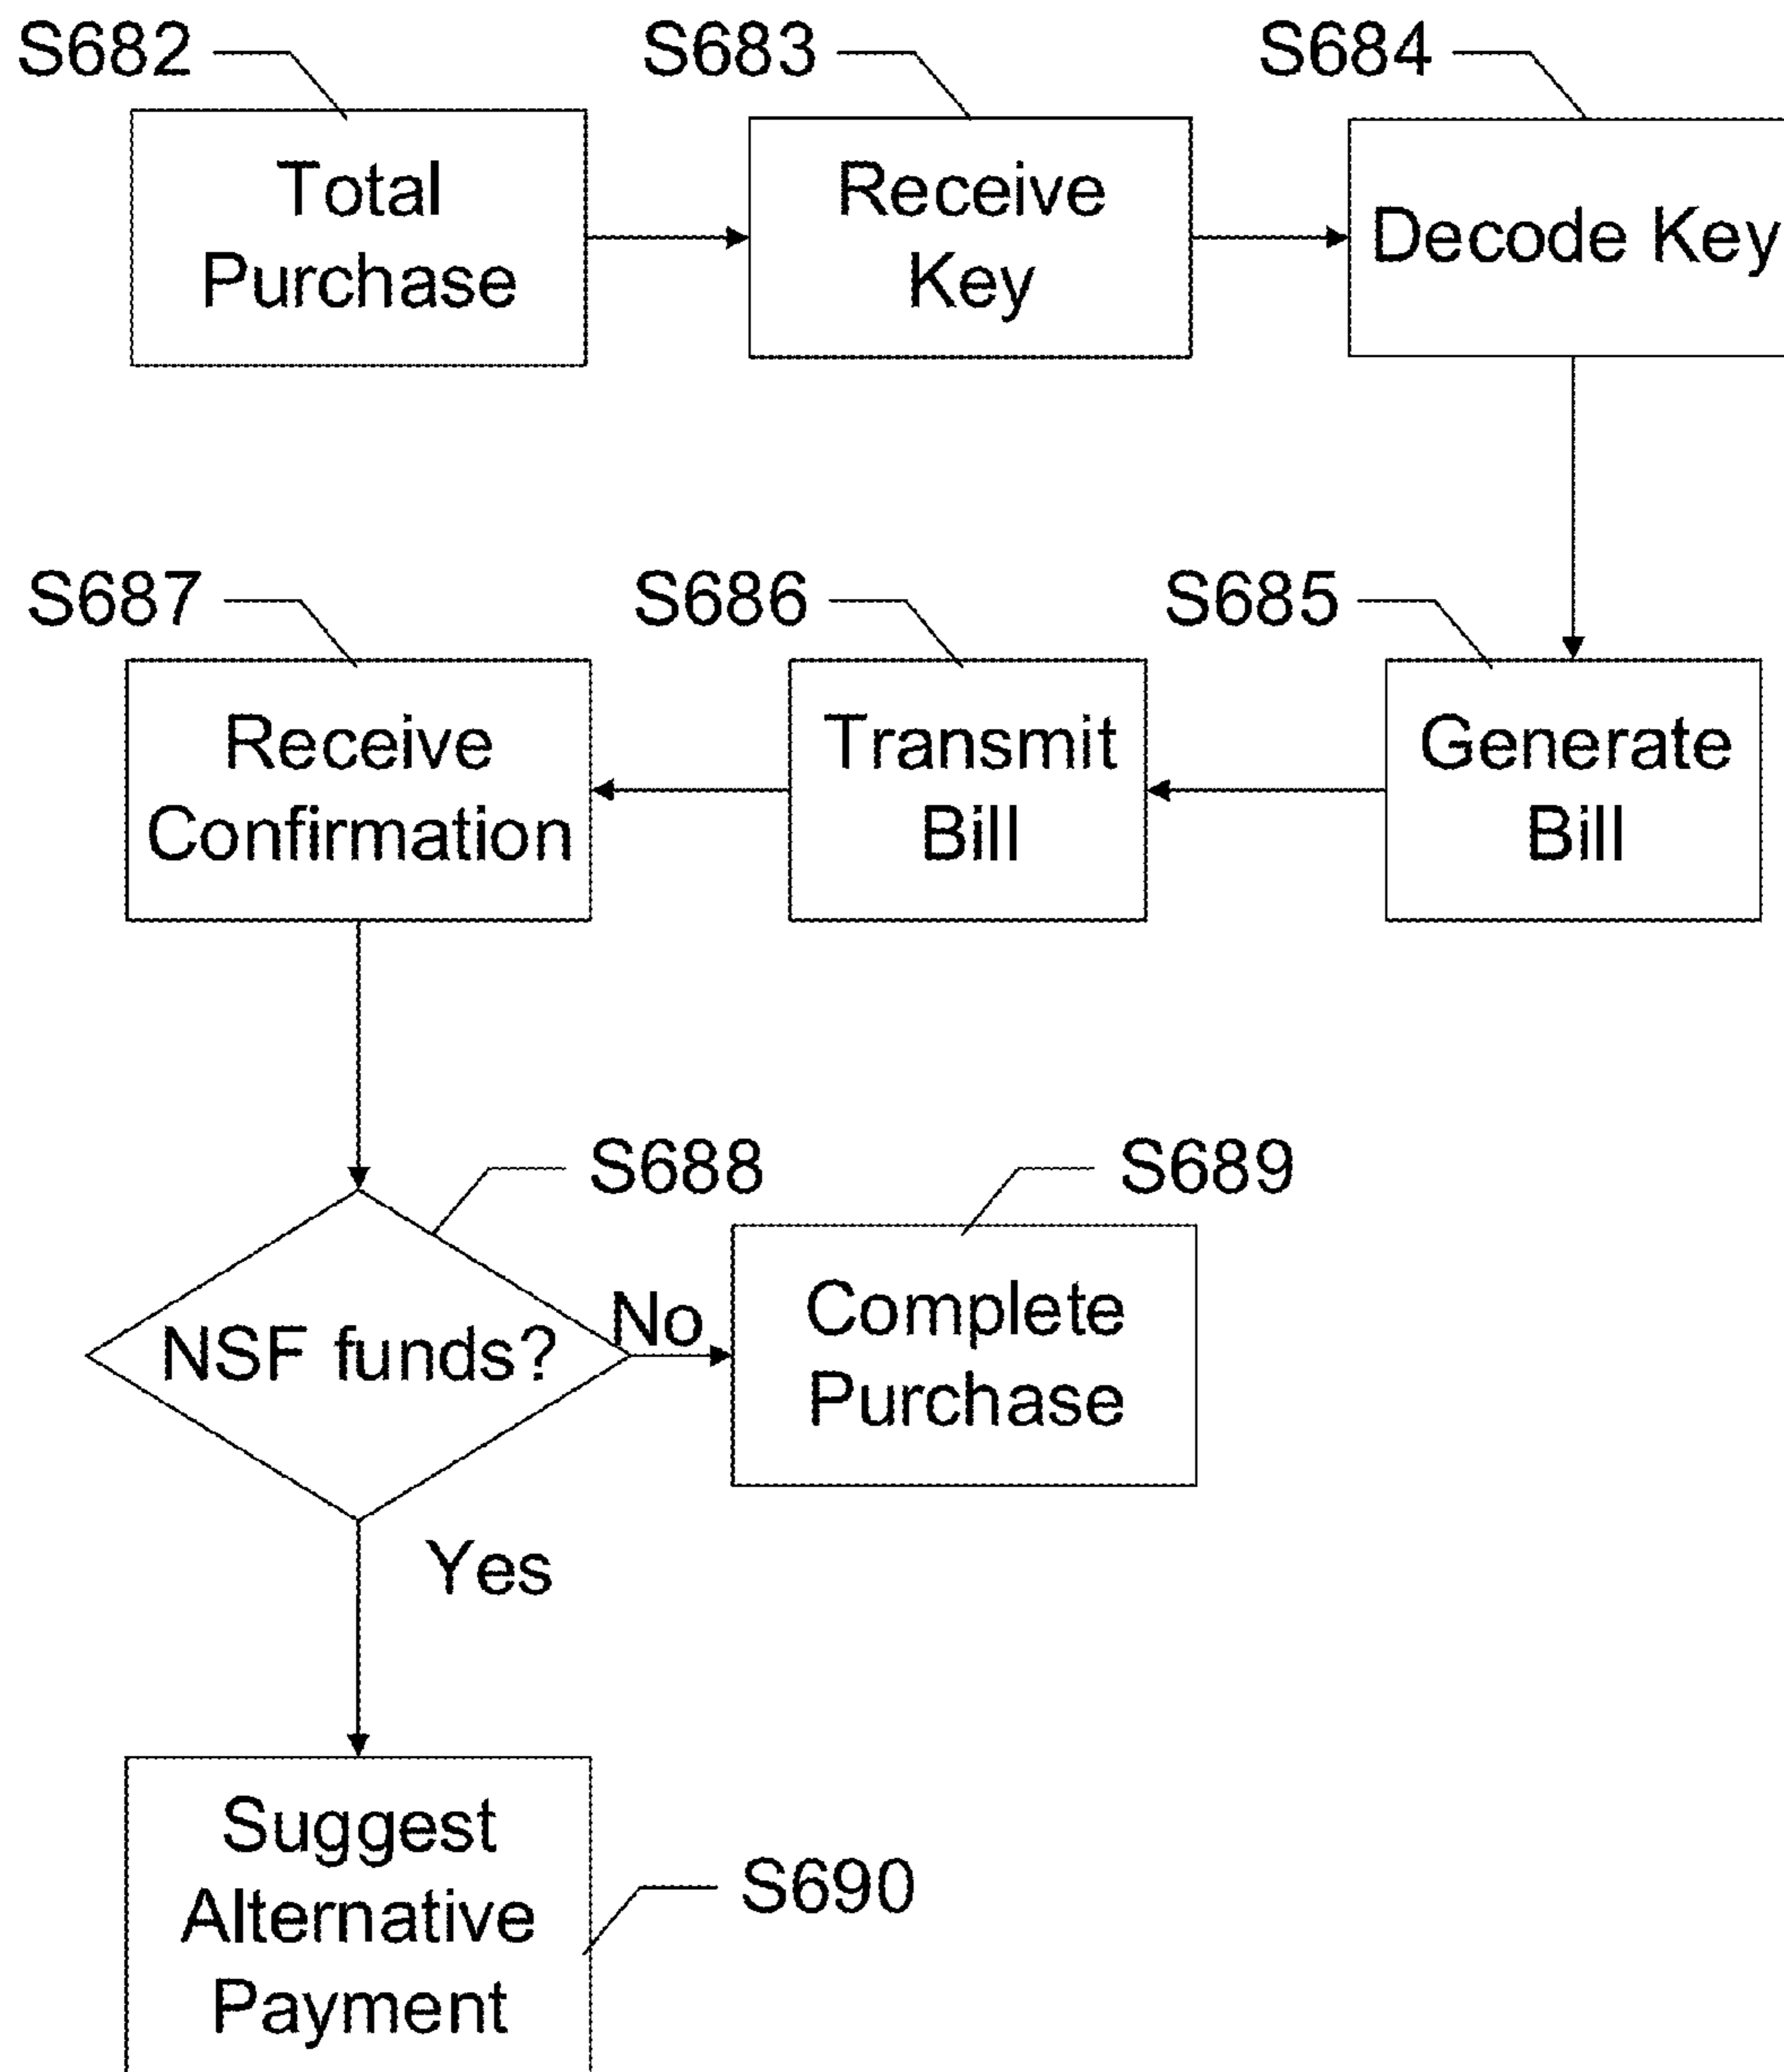 S682
S683
S684
Total
Purchase
Receive
Key
Decode Key
S687
S686
S685
Receive
Confirmation
Transmit
Bill
Generate
Bill
S688
S689
NSF funds?
No
Complete
Purchase
Yes
Suggest
Alternative
Payment
S690